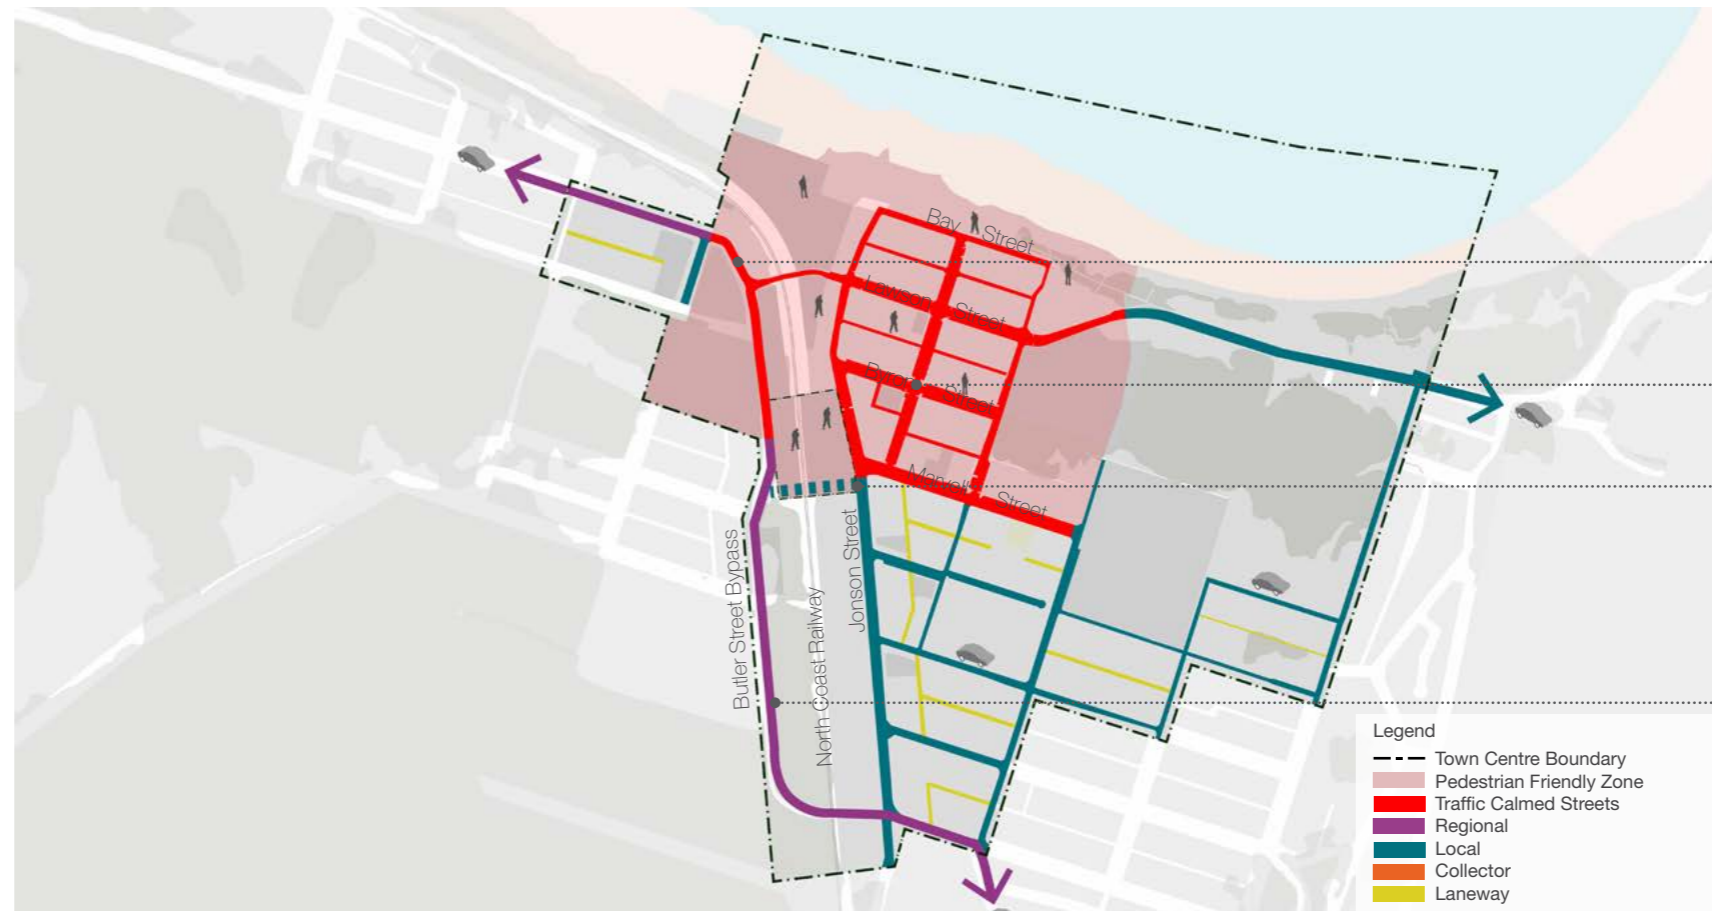 Bay Street
Lawson Street
Byron Street
Marvell Street
Butler Street Bypass
North Coast Railway
Jonson Street
Legend
Town Centre Boundary
Pedestrian Friendly Zone
Traffic Calmed Streets
Regional
Local
Collector
Laneway